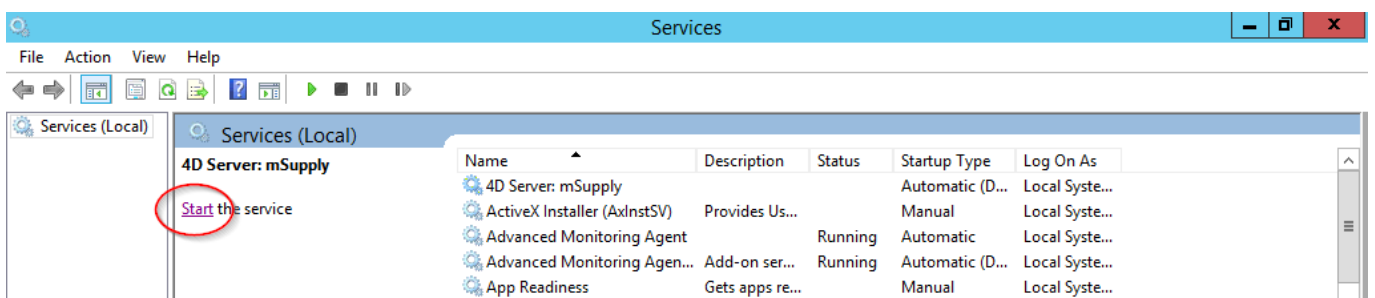 Services
File Action View Help
Services (Local)
Services (Local)
4D Server: mSupply
Start the service
Name Description Status Startup Type Log On As
4D Server: mSupply Automatic (D... Local Syste...
ActiveX Installer (AxInstSV) Provides Us... Manual Local Syste...
Advanced Monitoring Agent Running Automatic Local Syste...
Advanced Monitoring Agen... Add-on ser... Running Automatic (D... Local Syste...
App Readiness Gets apps re... Manual Local Syste...